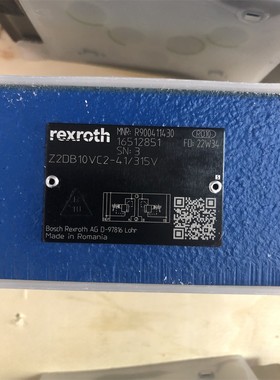 rexroth
MNR: R900411430
RD10
16512851
FD: 22W34
SN: 3
Z2DB10VC2-41/315V
Bosch Rexroth AG D-97816 Lohr
Made in Romania